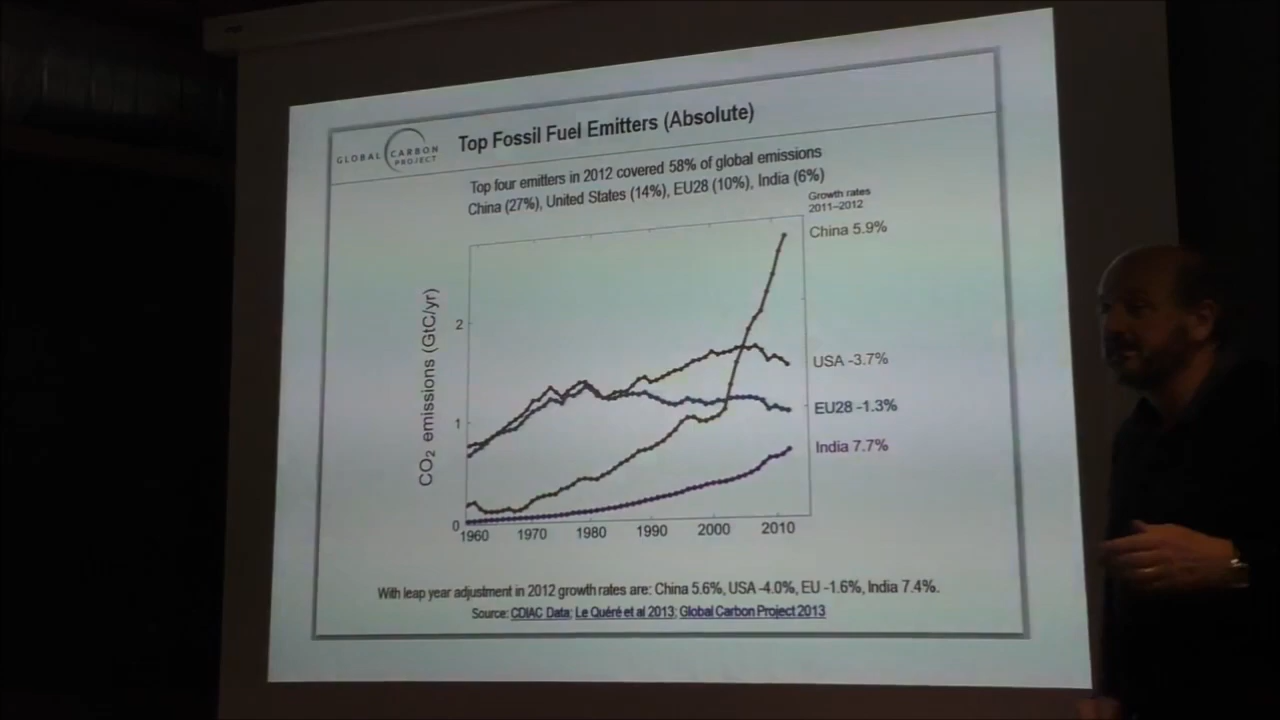 GLOBAL CARBON
PROJECT
Top Fossil Fuel Emitters (Absolute)
Top four emitters in 2012 covered 58% of global emissions
China (27%), United States (14%), EU28 (10%), India (6%)
Growth rates
2011–2012
China 5.9%
USA -3.7%
EU28 -1.3%
India 7.7%
CO₂ emissions (GtC/yr)
2
1
0
1960 1970 1980 1990 2000 2010
With leap year adjustment in 2012 growth rates are: China 5.6%, USA -4.0%, EU -1.6%, India 7.4%.
Source: CDIAC Data; Le Quéré et al 2013; Global Carbon Project 2013